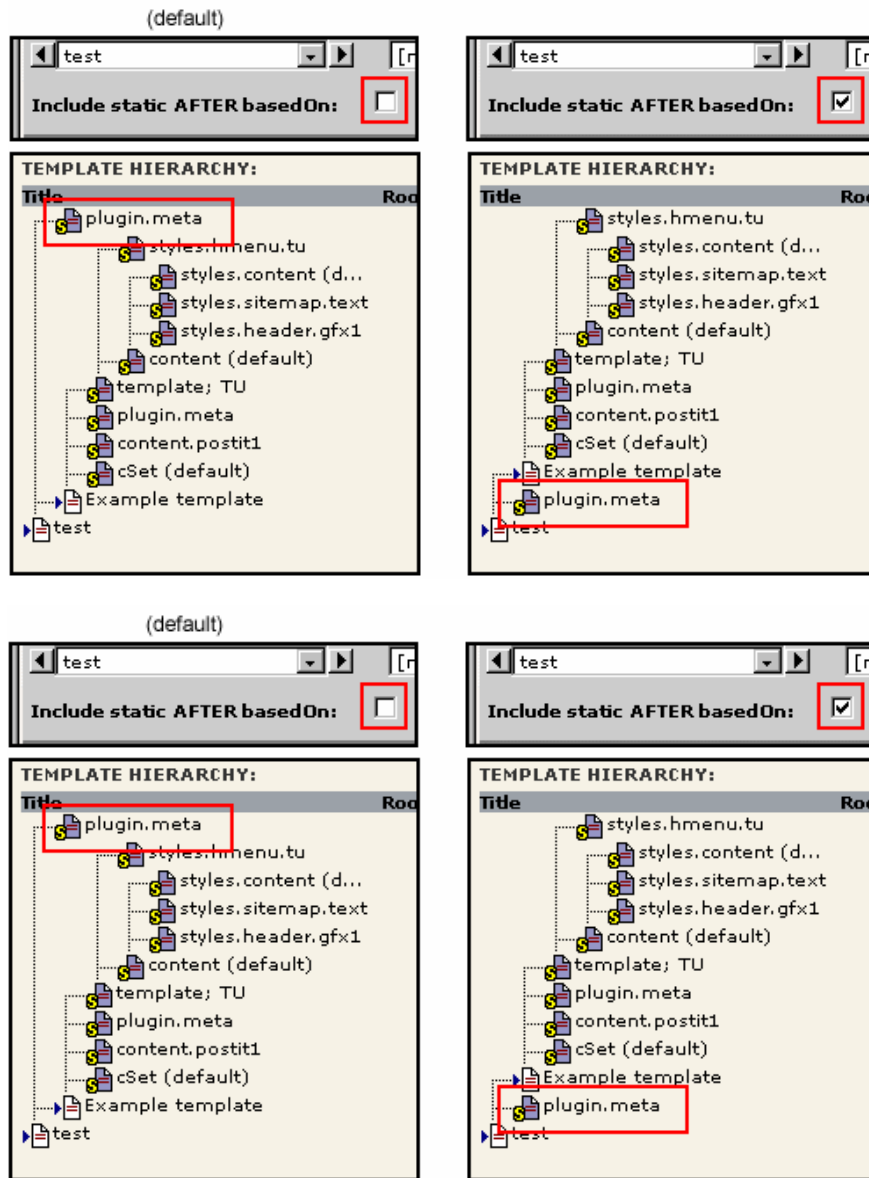 (default)
test
[r
test
[r
Include static AFTER basedOn:
Include static AFTER basedOn:
TEMPLATE HIERARCHY:
Title Roo
plugin.meta
styles.hmenu.tu
styles.content (d...
styles.sitemap.text
styles.header.gfx1
content (default)
template; TU
plugin.meta
content.postit1
cSet (default)
Example template
test
TEMPLATE HIERARCHY:
Title Roo
styles.hmenu.tu
styles.content (d...
styles.sitemap.text
styles.header.gfx1
content (default)
template; TU
plugin.meta
content.postit1
cSet (default)
Example template
plugin.meta
test
(default)
test
[r
test
[r
Include static AFTER basedOn:
Include static AFTER basedOn:
TEMPLATE HIERARCHY:
Title Roo
plugin.meta
styles.hmenu.tu
styles.content (d...
styles.sitemap.text
styles.header.gfx1
content (default)
template; TU
plugin.meta
content.postit1
cSet (default)
Example template
test
TEMPLATE HIERARCHY:
Title Roo
styles.hmenu.tu
styles.content (d...
styles.sitemap.text
styles.header.gfx1
content (default)
template; TU
plugin.meta
content.postit1
cSet (default)
Example template
plugin.meta
test